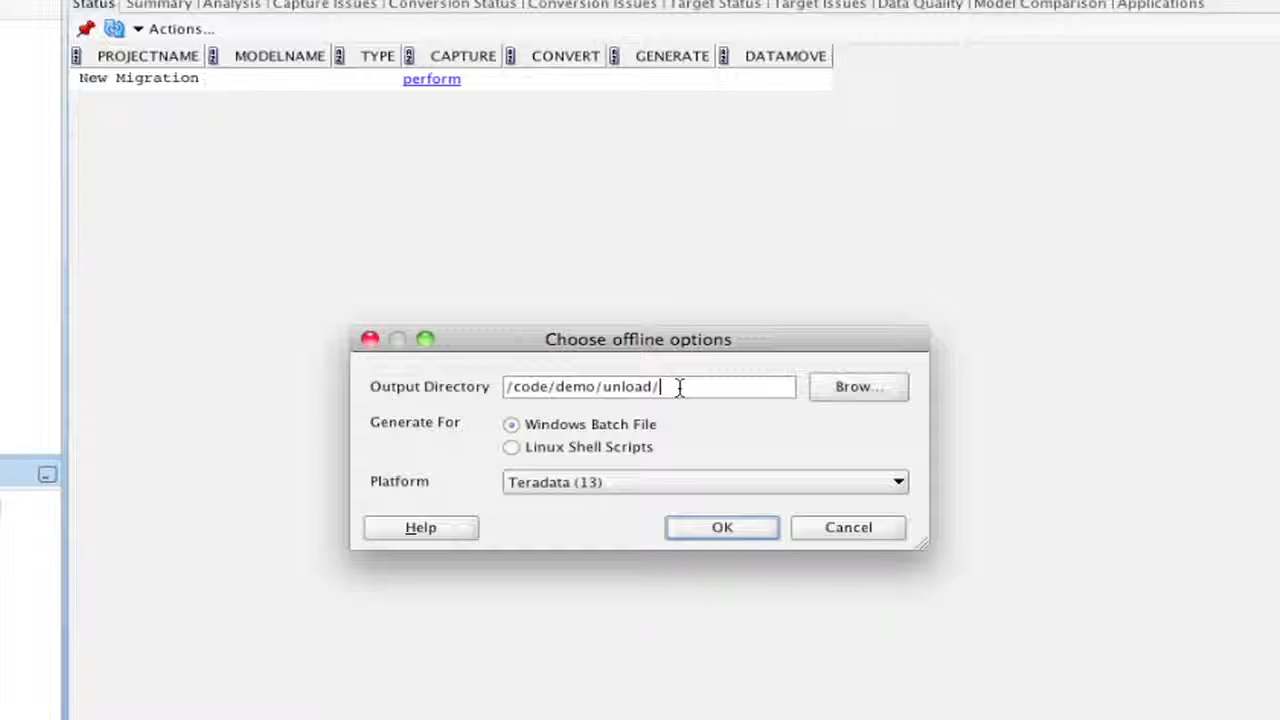 Status Summary Analysis Capture Issues Conversion Status Conversion Issues Target Status Target Issues Data Quality Model Comparison Applications
Actions...
PROJECTNAME MODELNAME TYPE CAPTURE CONVERT GENERATE DATAMOVE
New Migration perform
Choose offline options
Output Directory /code/demo/unload/ Brow...
Generate For Windows Batch File
Linux Shell Scripts
Platform Teradata (13)
Help OK Cancel